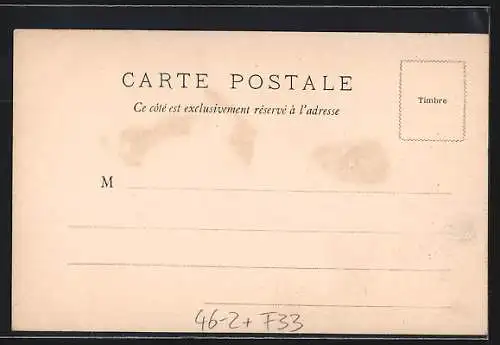 CARTE POSTALE
Ce côté est exclusivement réservé à l'adresse
Timbre
M
46-2+ F33